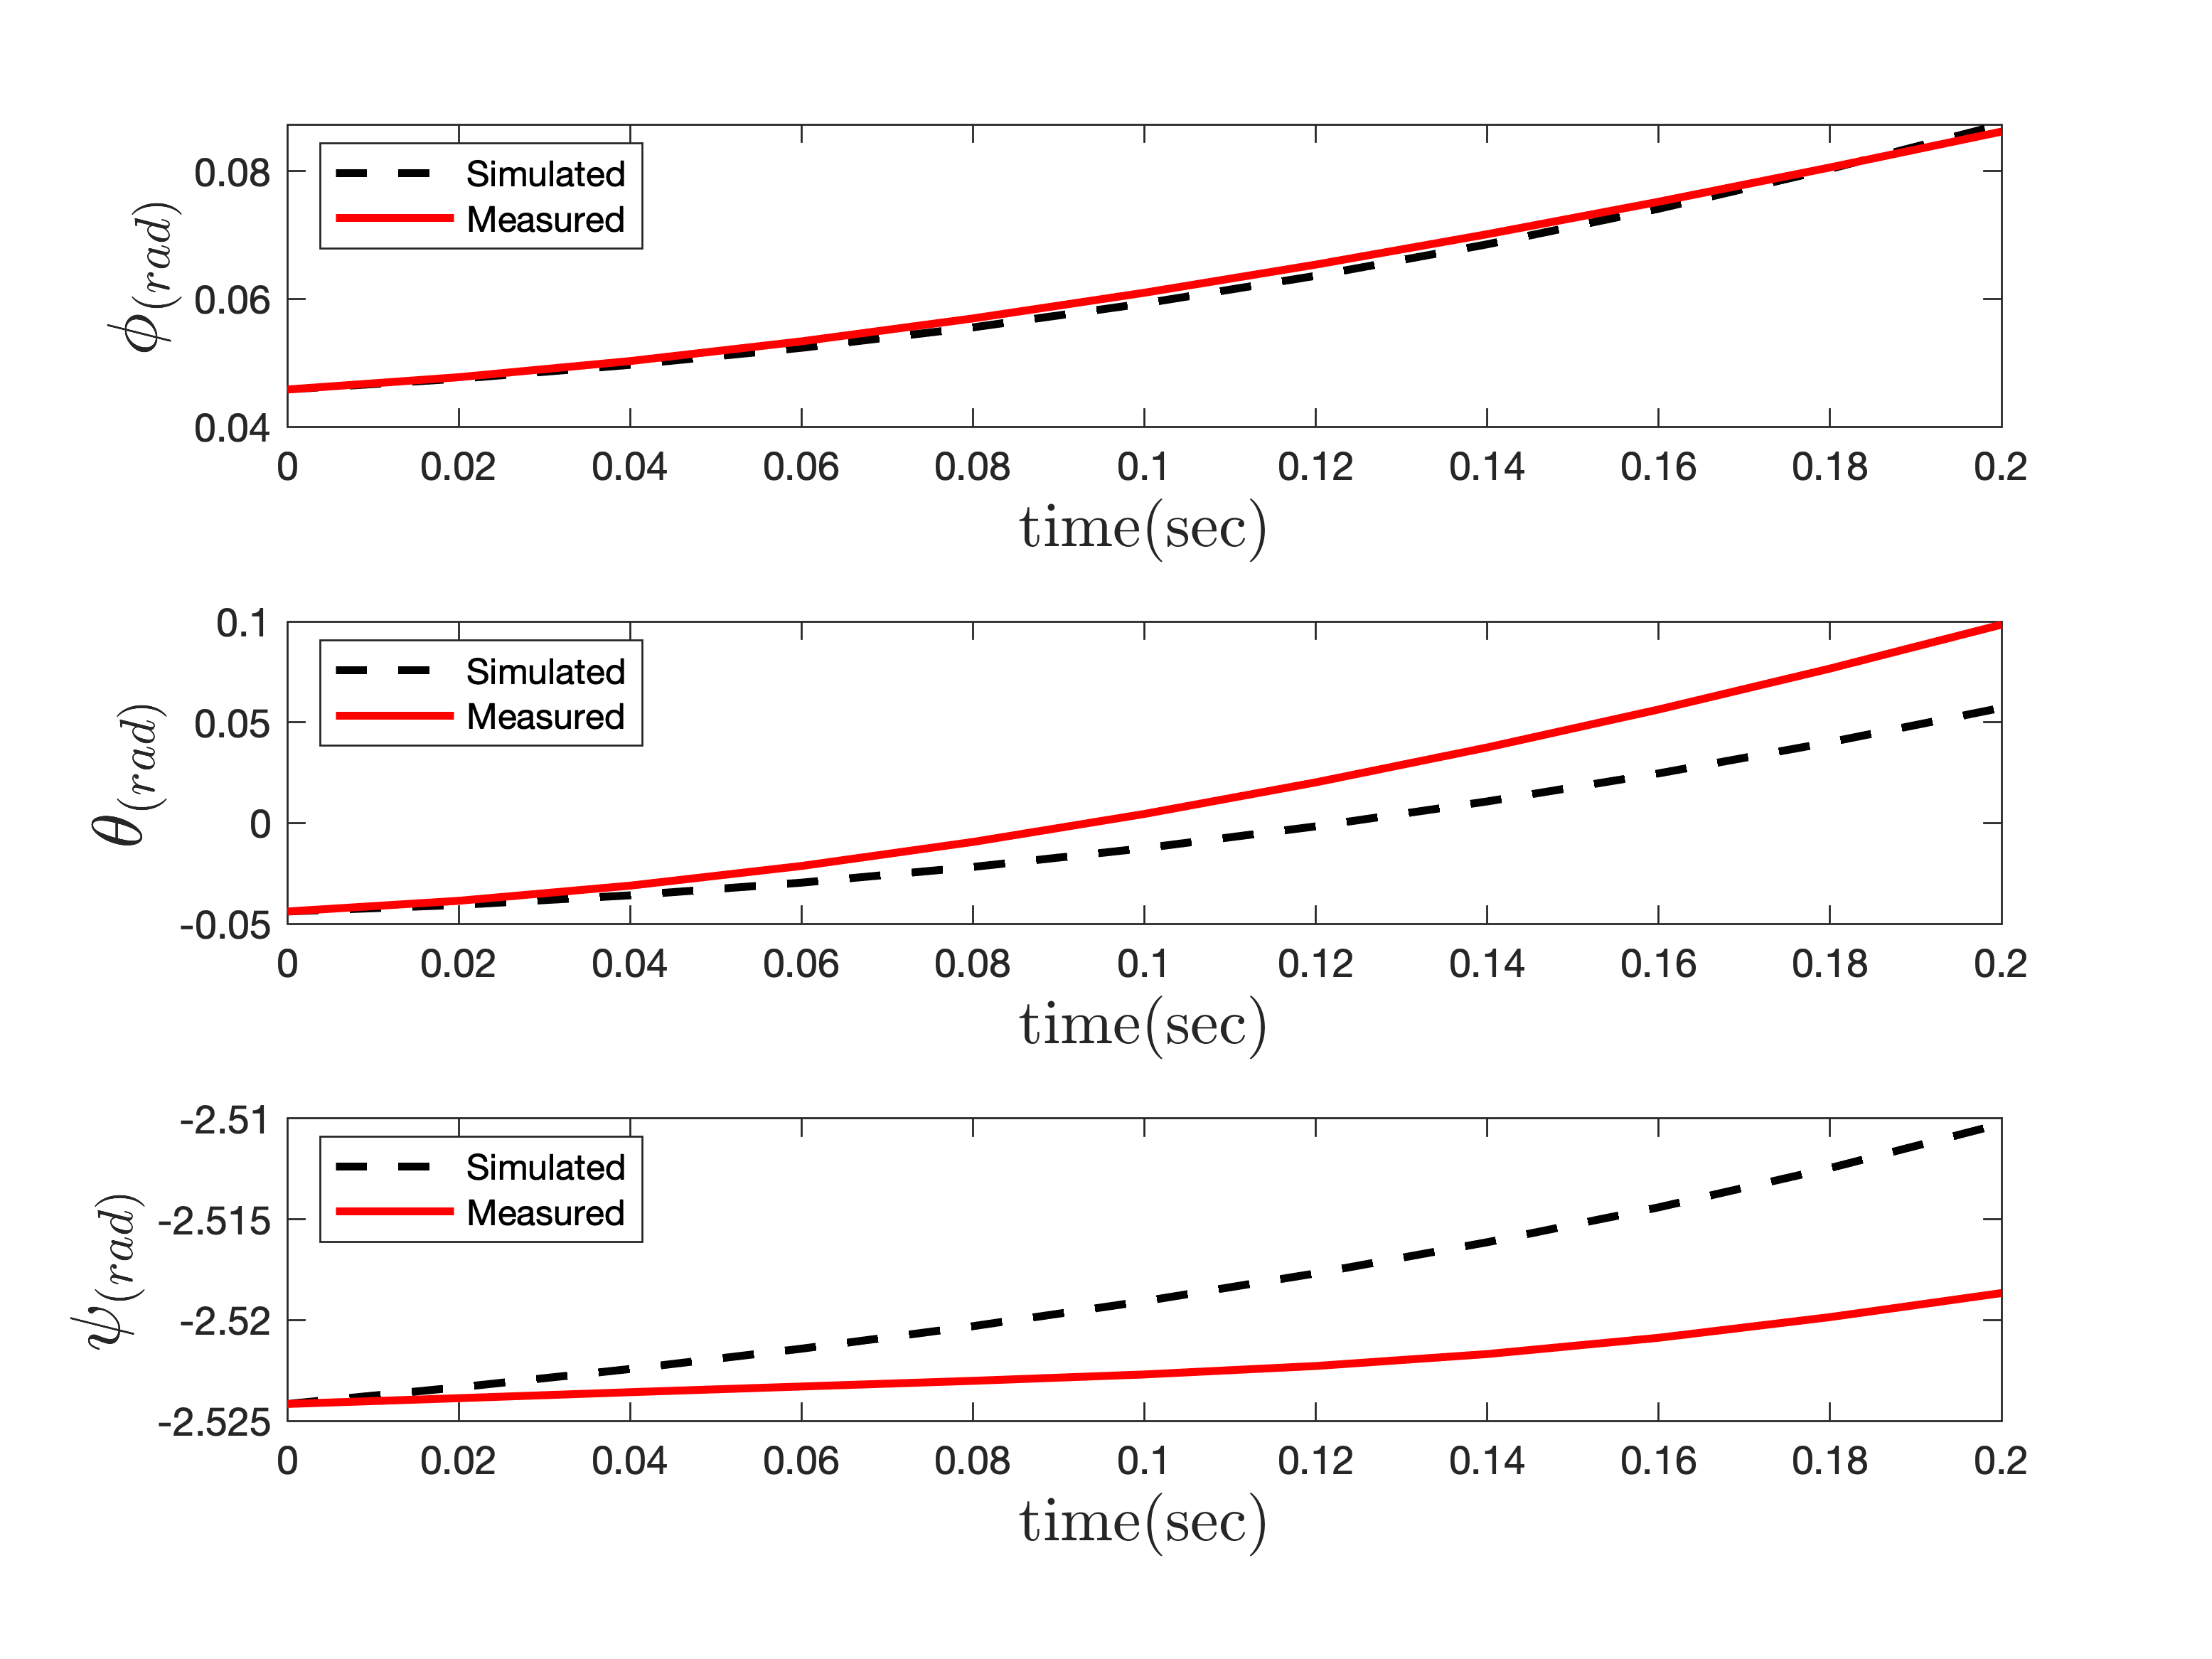 Simulated
Measured
0.08
0.06
0.04
ϕ(rad)
0 0.02 0.04 0.06 0.08 0.1 0.12 0.14 0.16 0.18 0.2
time(sec)
Simulated
Measured
0.1
0.05
0
-0.05
θ(rad)
0 0.02 0.04 0.06 0.08 0.1 0.12 0.14 0.16 0.18 0.2
time(sec)
Simulated
Measured
-2.51
-2.515
-2.52
-2.525
ψ(rad)
0 0.02 0.04 0.06 0.08 0.1 0.12 0.14 0.16 0.18 0.2
time(sec)